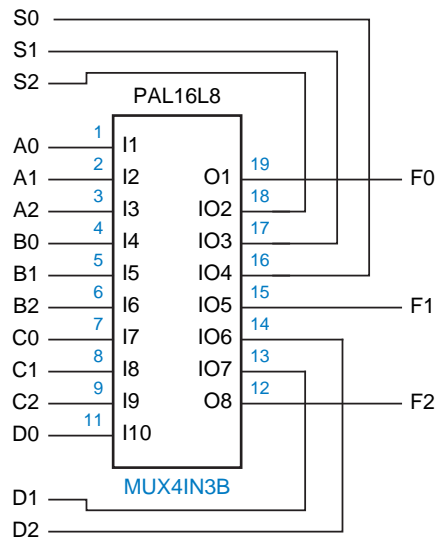 S0
S1
S2
PAL16L8
A0 1 I1
A1 2 I2 O1 19 F0
A2 3 I3 IO2 18
B0 4 I4 IO3 17
B1 5 I5 IO4 16
B2 6 I6 IO5 15 F1
C0 7 I7 IO6 14
C1 8 I8 IO7 13
C2 9 I9 O8 12 F2
D0 11 I10
MUX4IN3B
D1
D2